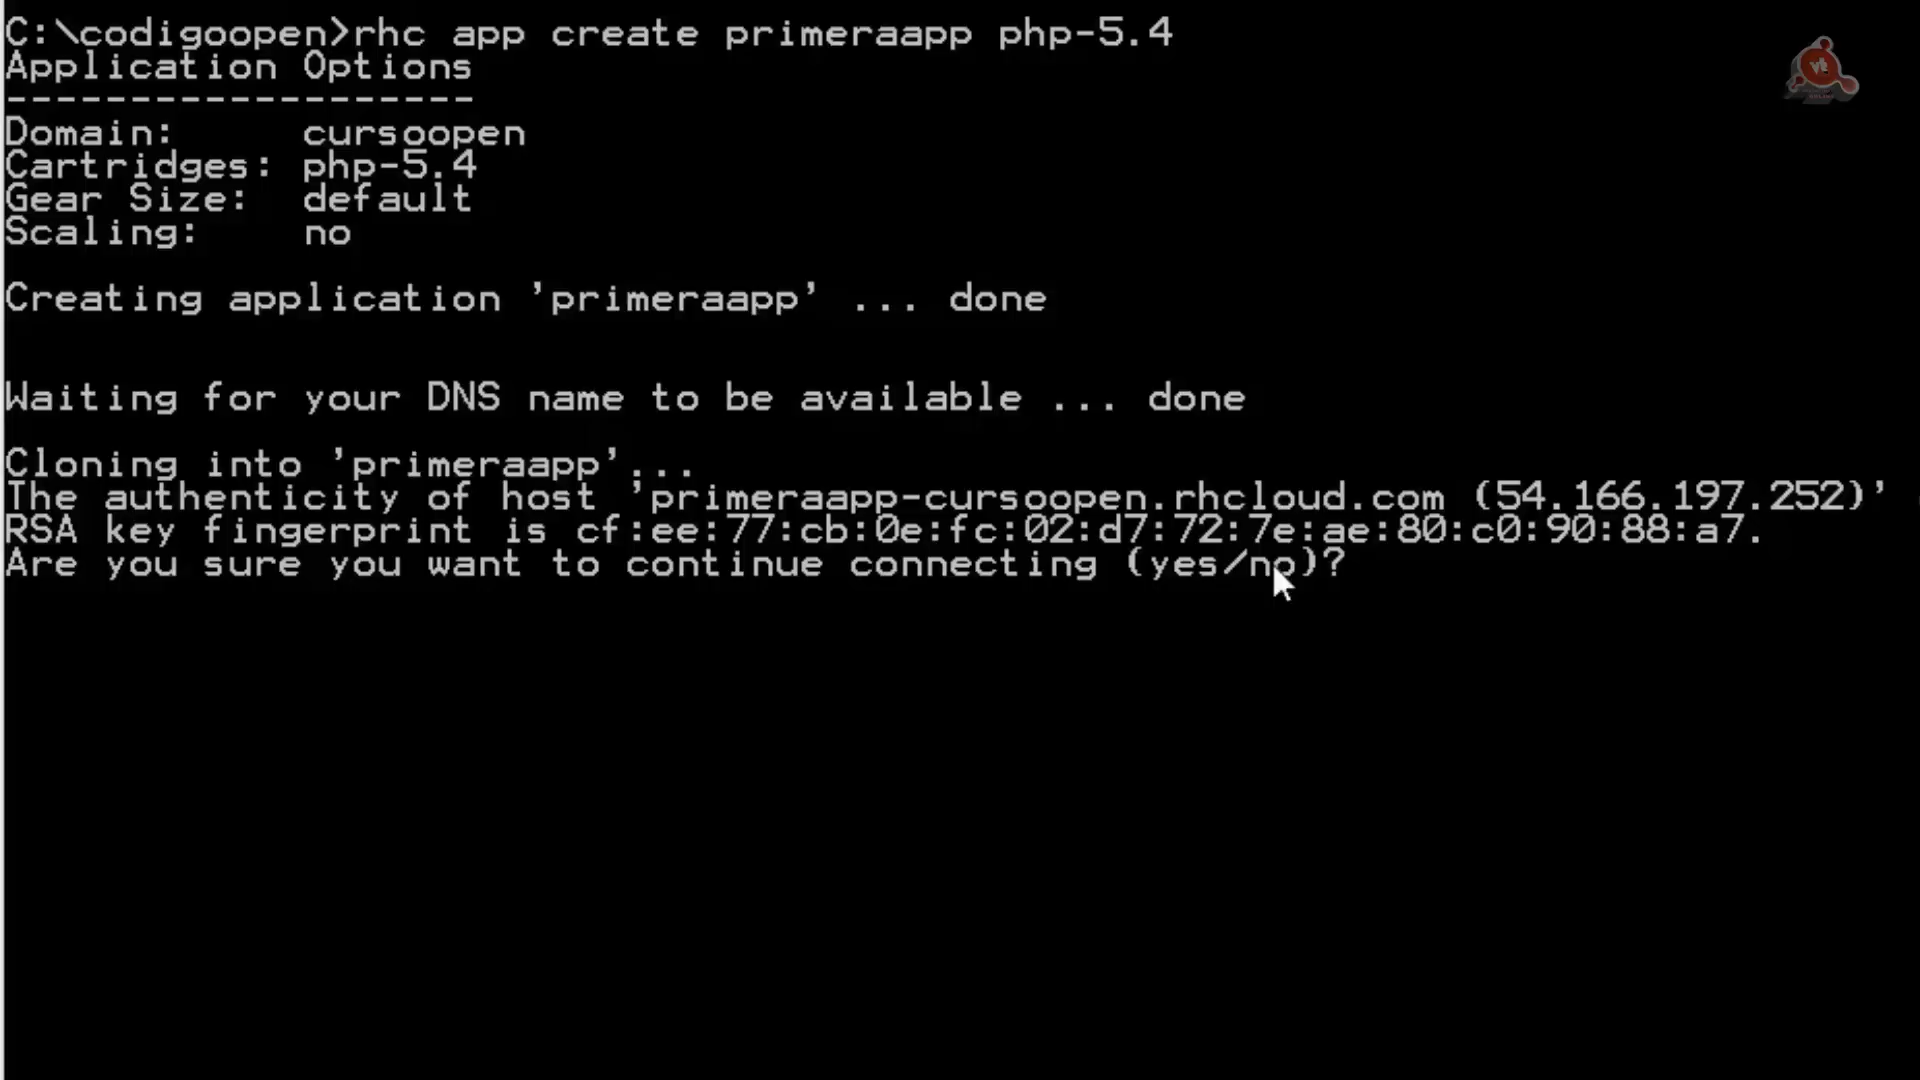 C:\codigoopen>rhc app create primeraapp php-5.4
Application Options
-------------------
Domain:     cursoopen
Cartridges: php-5.4
Gear Size:  default
Scaling:    no
Creating application 'primeraapp' ... done
Waiting for your DNS name to be available ... done
Cloning into 'primeraapp'...
The authenticity of host 'primeraapp-cursoopen.rhcloud.com (54.166.197.252)'
RSA key fingerprint is cf:ee:77:cb:0e:fc:02:d7:72:7e:ae:80:c0:90:88:a7.
Are you sure you want to continue connecting (yes/no)?